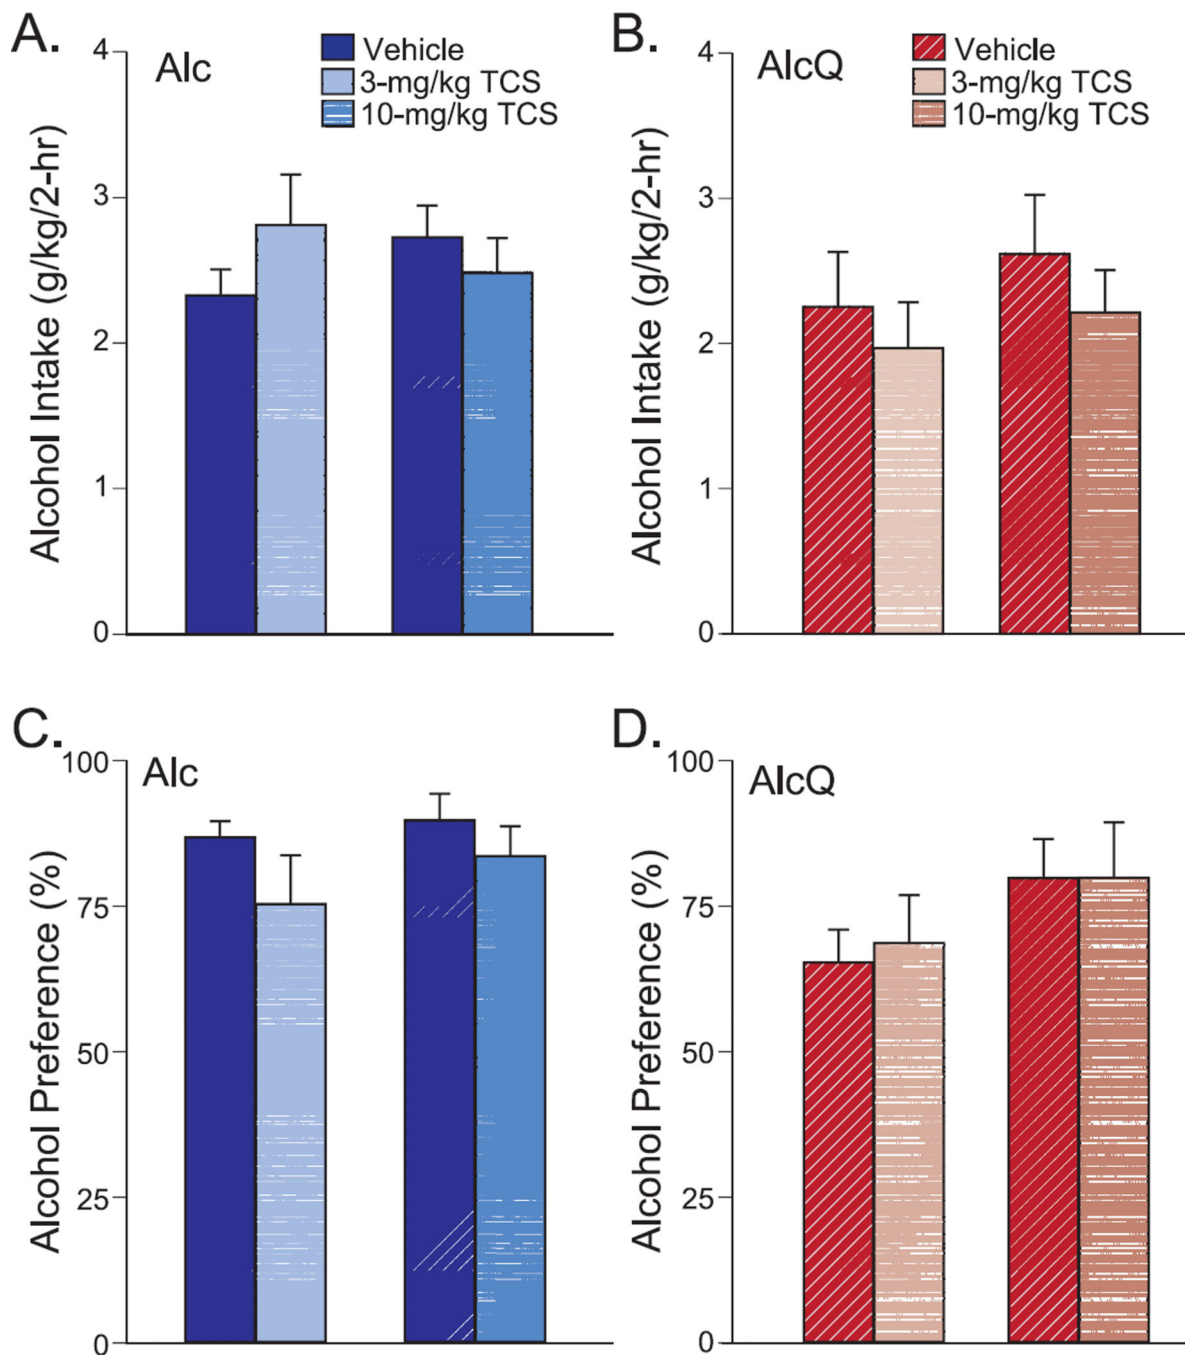 A.
Alc
Vehicle
3-mg/kg TCS
10-mg/kg TCS
Alcohol Intake (g/kg/2-hr)
4
3
2
1
0
B.
AlcQ
Vehicle
3-mg/kg TCS
10-mg/kg TCS
Alcohol Intake (g/kg/2-hr)
4
3
2
1
0
C.
Alc
Alcohol Preference (%)
100
75
50
25
0
D.
AlcQ
Alcohol Preference (%)
100
75
50
25
0